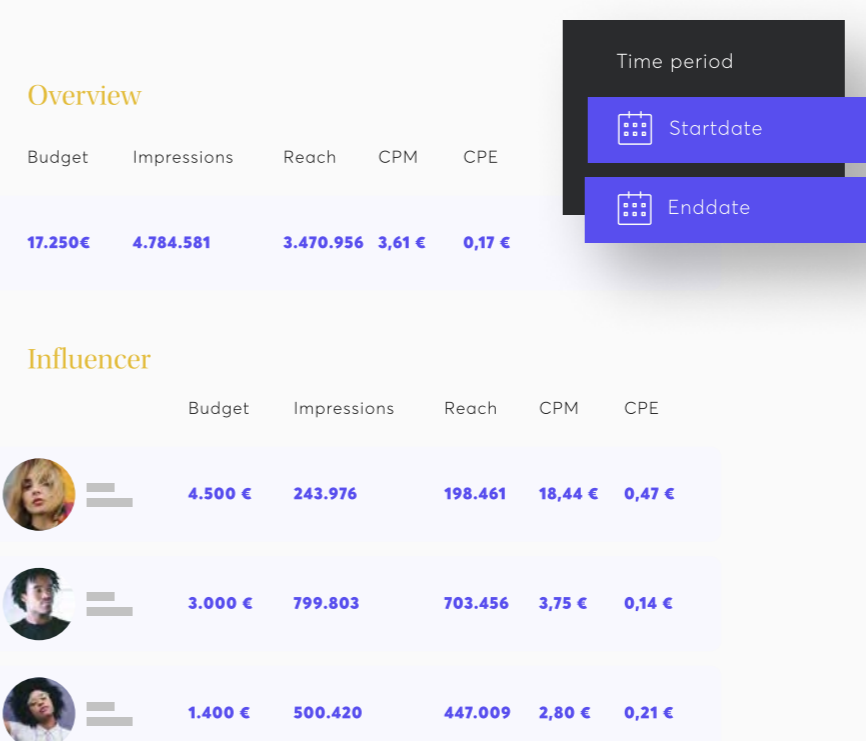 Time period
Startdate
Enddate
Overview
Budget Impressions Reach CPM CPE
17.250€ 4.784.581 3.470.956 3,61 € 0,17 €
Influencer
Budget Impressions Reach CPM CPE
4.500 € 243.976 198.461 18,44 € 0,47 €
3.000 € 799.803 703.456 3,75 € 0,14 €
1.400 € 500.420 447.009 2,80 € 0,21 €